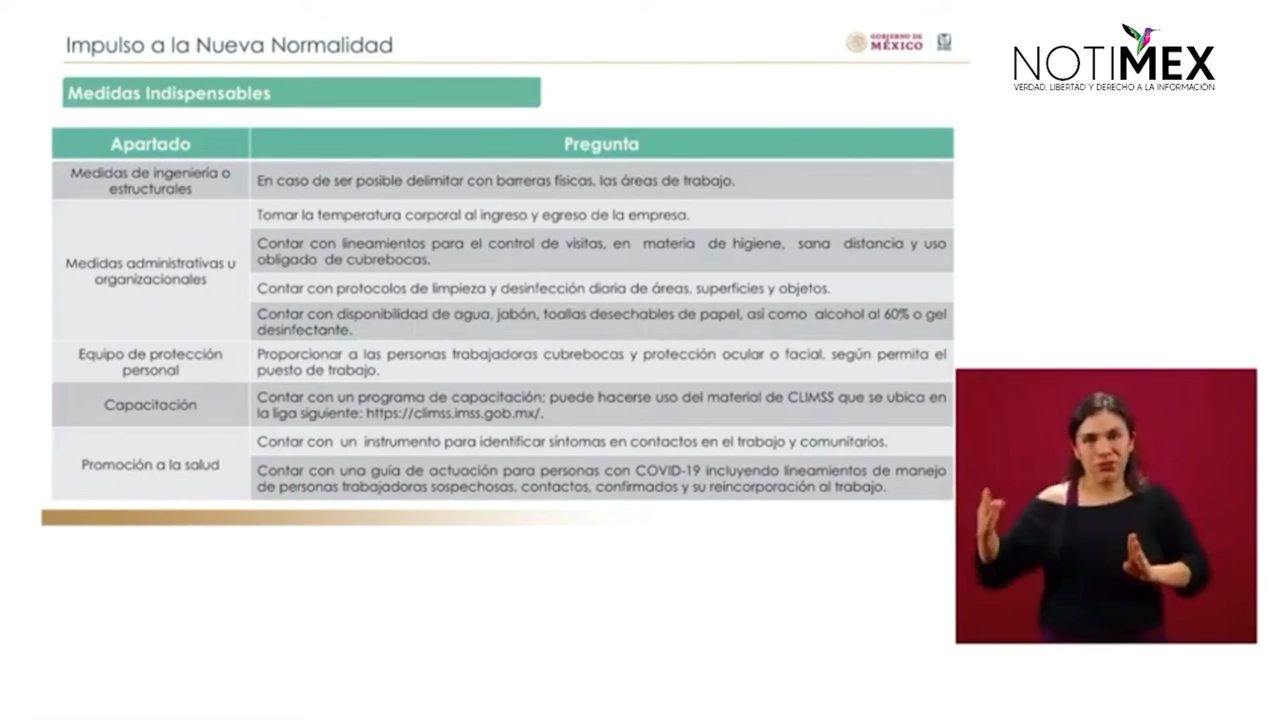 Impulso a la Nueva Normalidad
GOBIERNO DE
MÉXICO
NOTIMEX
VERDAD, LIBERTAD Y DERECHO A LA INFORMACIÓN
Medidas Indispensables
Apartado
Pregunta
Medidas de ingeniería o
estructurales
En caso de ser posible delimitar con barreras físicas, las áreas de trabajo.
Medidas administrativas u
organizacionales
Tomar la temperatura corporal al ingreso y egreso de la empresa.
Contar con lineamientos para el control de visitas, en materia de higiene, sana distancia y uso
obligado de cubrebocas.
Contar con protocolos de limpieza y desinfección diaria de áreas, superficies y objetos.
Contar con disponibilidad de agua, jabón, toallas desechables de papel, así como alcohol al 60% o gel
desinfectante.
Equipo de protección
personal
Proporcionar a las personas trabajadoras cubrebocas y protección ocular o facial, según permita el
puesto de trabajo.
Capacitación
Contar con un programa de capacitación; puede hacerse uso del material de CLIMSS que se ubica en
la liga siguiente: https://climss.imss.gob.mx/.
Promoción a la salud
Contar con un instrumento para identificar síntomas en contactos en el trabajo y comunitarios.
Contar con una guía de actuación para personas con COVID-19 incluyendo lineamientos de manejo
de personas trabajadoras sospechosas, contactos, confirmados y su reincorporación al trabajo.